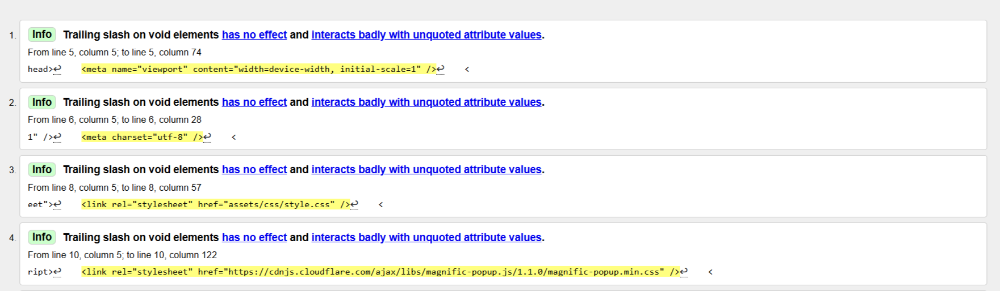 1. Info Trailing slash on void elements has no effect and interacts badly with unquoted attribute values.
From line 5, column 5; to line 5, column 74
head>↩    <meta name="viewport" content="width=device-width, initial-scale=1" />↩    <
2. Info Trailing slash on void elements has no effect and interacts badly with unquoted attribute values.
From line 6, column 5; to line 6, column 28
1" />↩    <meta charset="utf-8" />↩    <
3. Info Trailing slash on void elements has no effect and interacts badly with unquoted attribute values.
From line 8, column 5; to line 8, column 57
eet">↩    <link rel="stylesheet" href="assets/css/style.css" />↩    <
4. Info Trailing slash on void elements has no effect and interacts badly with unquoted attribute values.
From line 10, column 5; to line 10, column 122
ript>↩    <link rel="stylesheet" href="https://cdnjs.cloudflare.com/ajax/libs/magnific-popup.js/1.1.0/magnific-popup.min.css" />↩    <